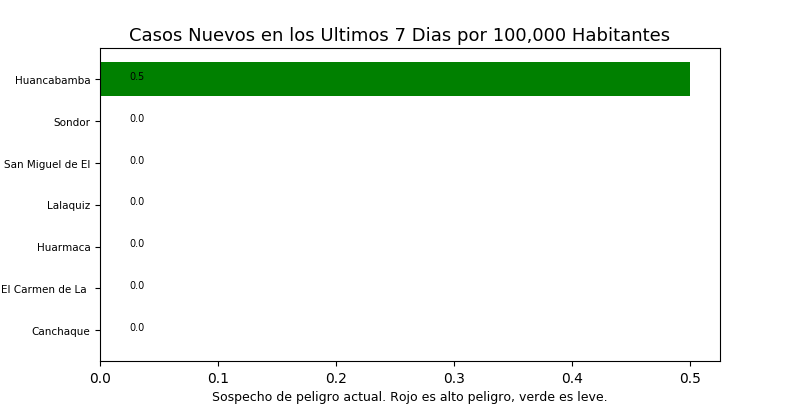 Casos Nuevos en los Ultimos 7 Dias por 100,000 Habitantes
Huancabamba 0.5
Sondor 0.0
San Miguel de El 0.0
Lalaquiz 0.0
Huarmaca 0.0
El Carmen de La 0.0
Canchaque 0.0
0.0 0.1 0.2 0.3 0.4 0.5
Sospecho de peligro actual. Rojo es alto peligro, verde es leve.